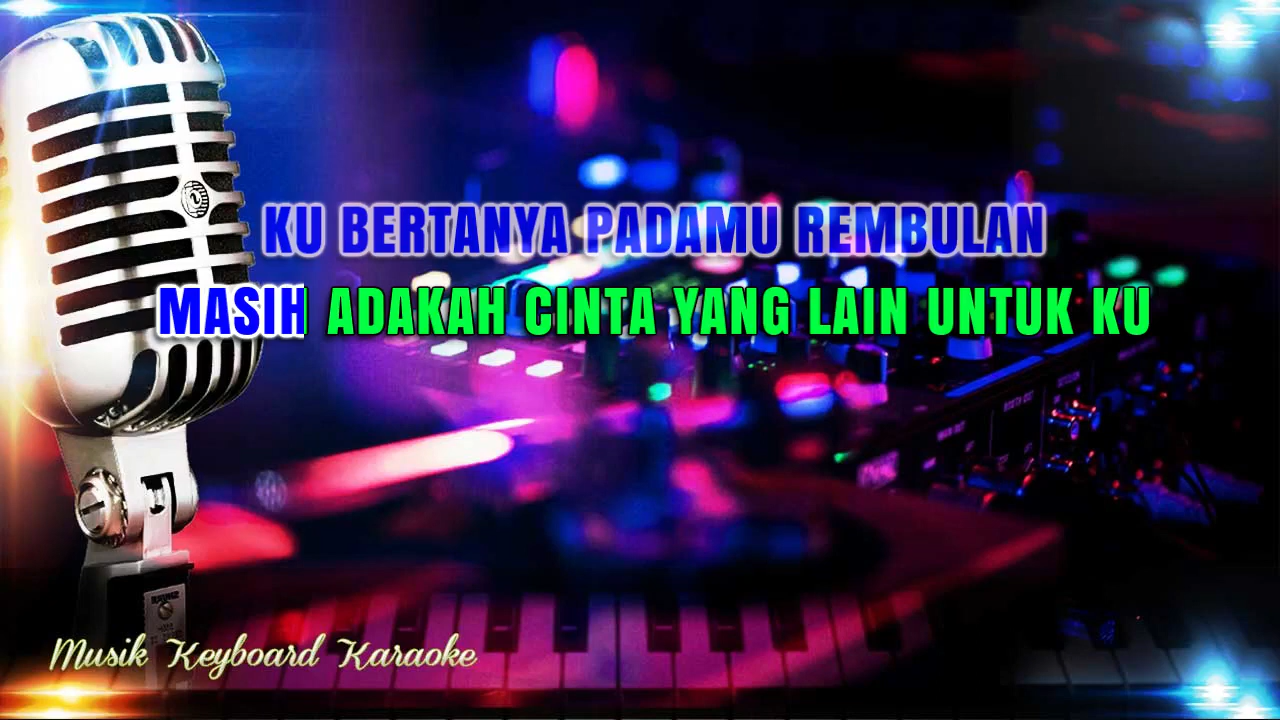 KU BERTANYA PADAMU REMBULAN
MASIH ADAKAH CINTA YANG LAIN UNTUK KU
Musik Keyboard Karaoke